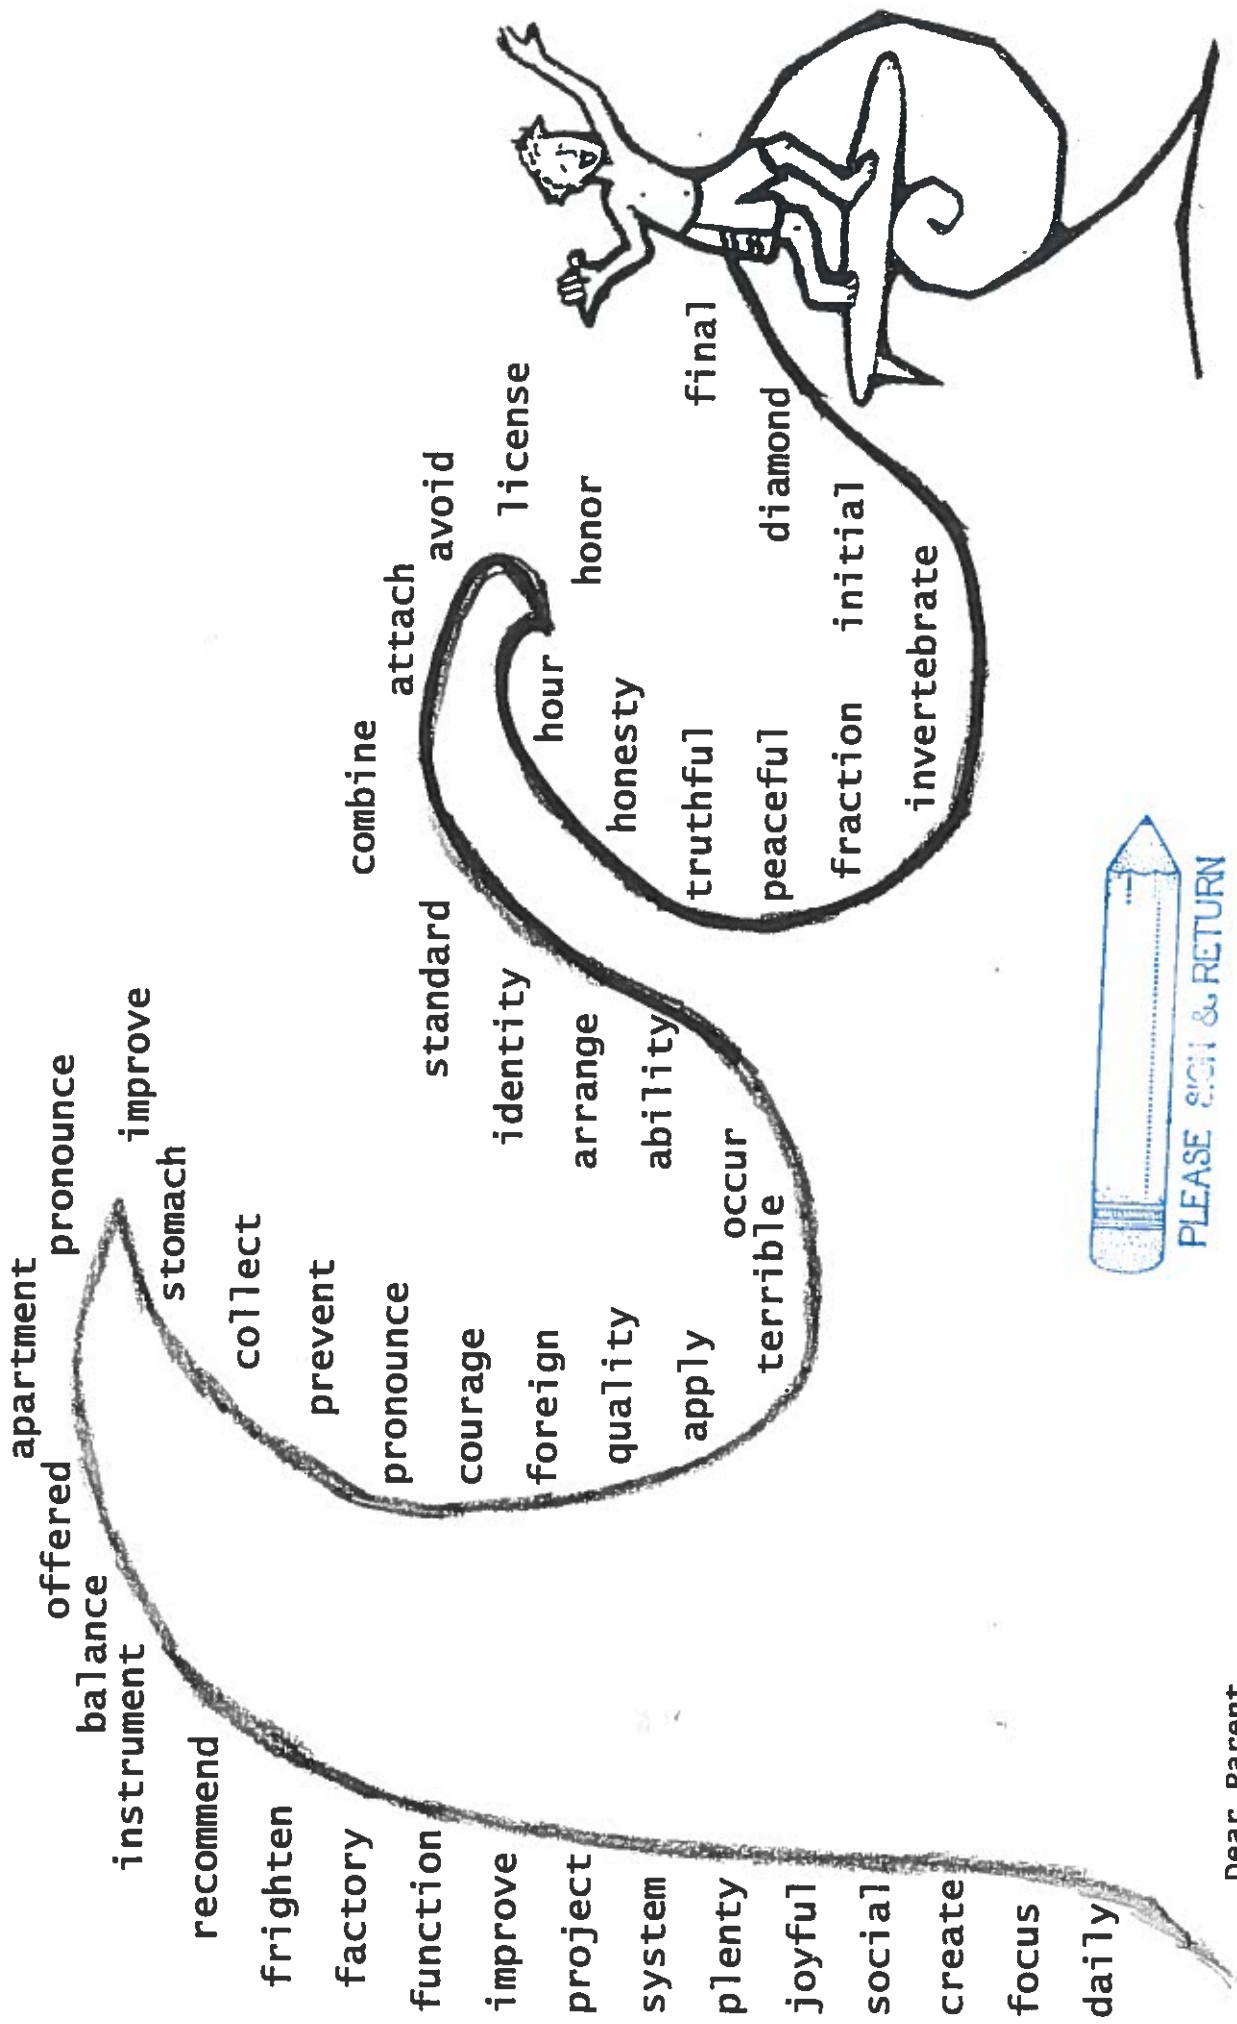 daily
focus
create
social
joyful
plenty
system
project
improve
function
factory
frighten
recommend
instrument
balance
offered
apartment
pronounce
improve
stomach
collect
prevent
pronounce
courage
foreign
quality
apply
terrible
occur
ability
arrange
identity
standard
combine
attach
avoid
license
honor
hour
honesty
truthful
peaceful
fraction
invertebrate
initial
diamond
final
PLEASE SIGN & RETURN
Dear Parent